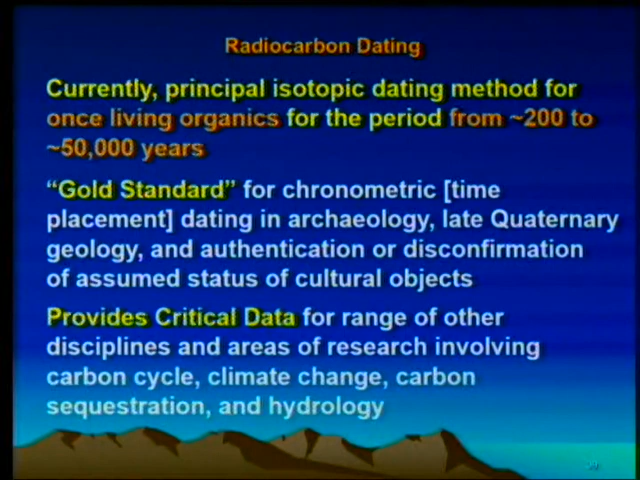 Radiocarbon Dating
Currently, principal isotopic dating method for
once living organics for the period from ~200 to
~50,000 years
“Gold Standard” for chronometric [time
placement] dating in archaeology, late Quaternary
geology, and authentication or disconfirmation
of assumed status of cultural objects
Provides Critical Data for range of other
disciplines and areas of research involving
carbon cycle, climate change, carbon
sequestration, and hydrology